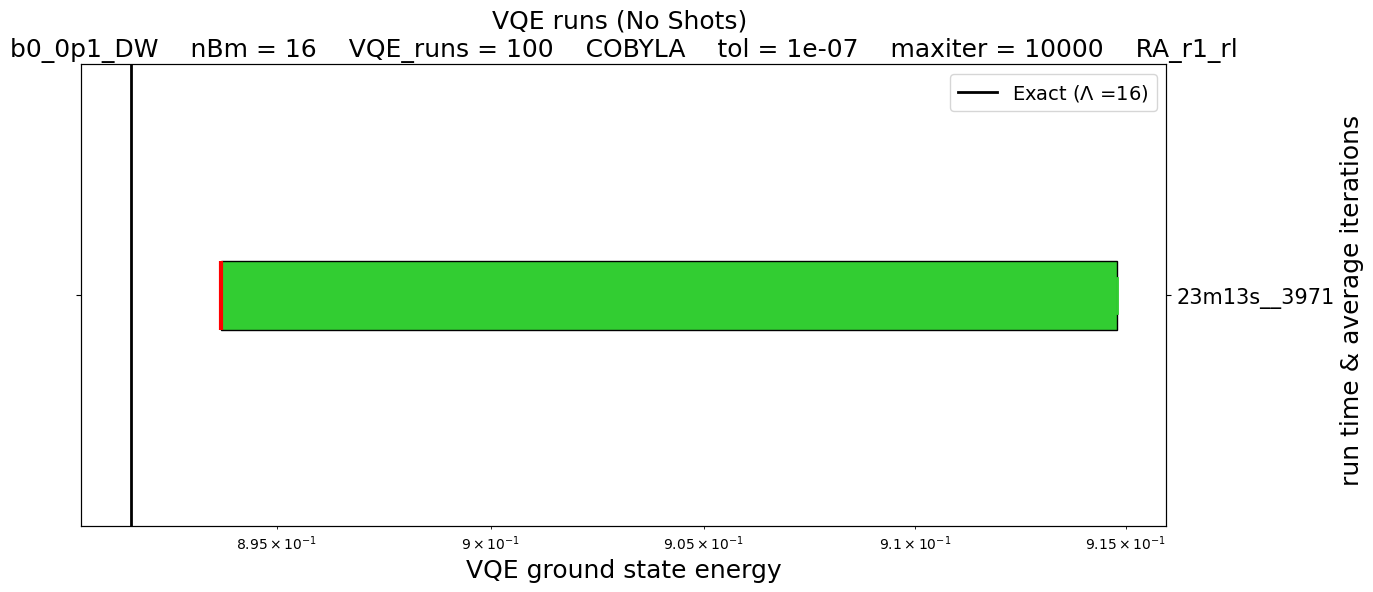 VQE runs (No Shots)
b0_0p1_DW    nBm = 16    VQE_runs = 100    COBYLA    tol = 1e-07    maxiter = 10000    RA_r1_rl
Exact (Λ =16)
23m13s__3971
run time & average iterations
8.95 × 10⁻¹
9 × 10⁻¹
9.05 × 10⁻¹
9.1 × 10⁻¹
9.15 × 10⁻¹
VQE ground state energy